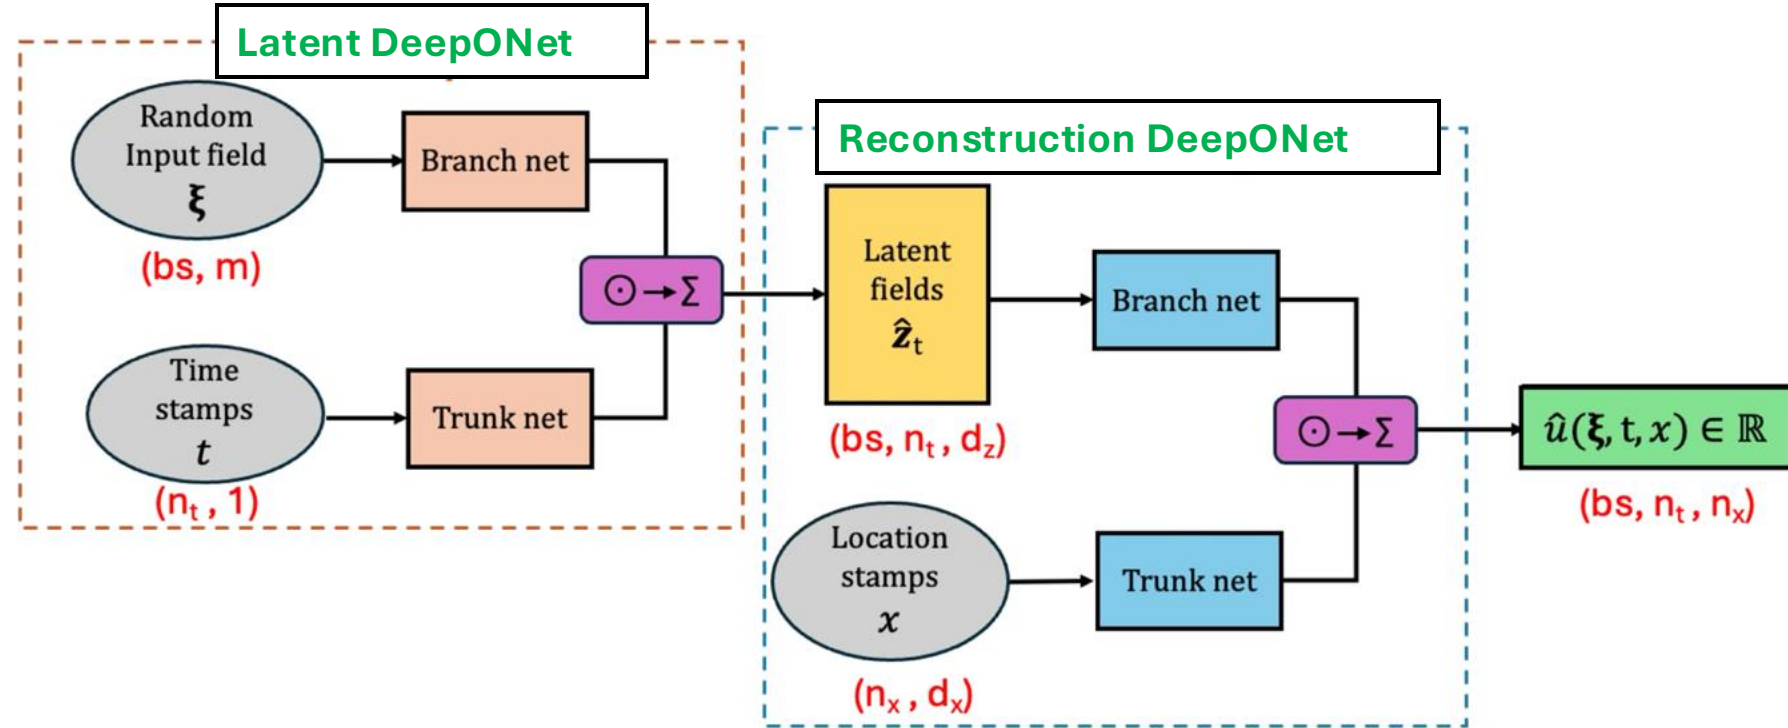 Latent DeepONet
Random
Input field
ξ
(bs, m)
Branch net
Time
stamps
t
(nₜ , 1)
Trunk net
⊙→Σ
Reconstruction DeepONet
Latent
fields
ẑₜ
(bs, nₜ , d_z)
Branch net
Location
stamps
x
(nₓ , dₓ)
Trunk net
⊙→Σ
û(ξ, t, x) ∈ ℝ
(bs, nₜ , nₓ)